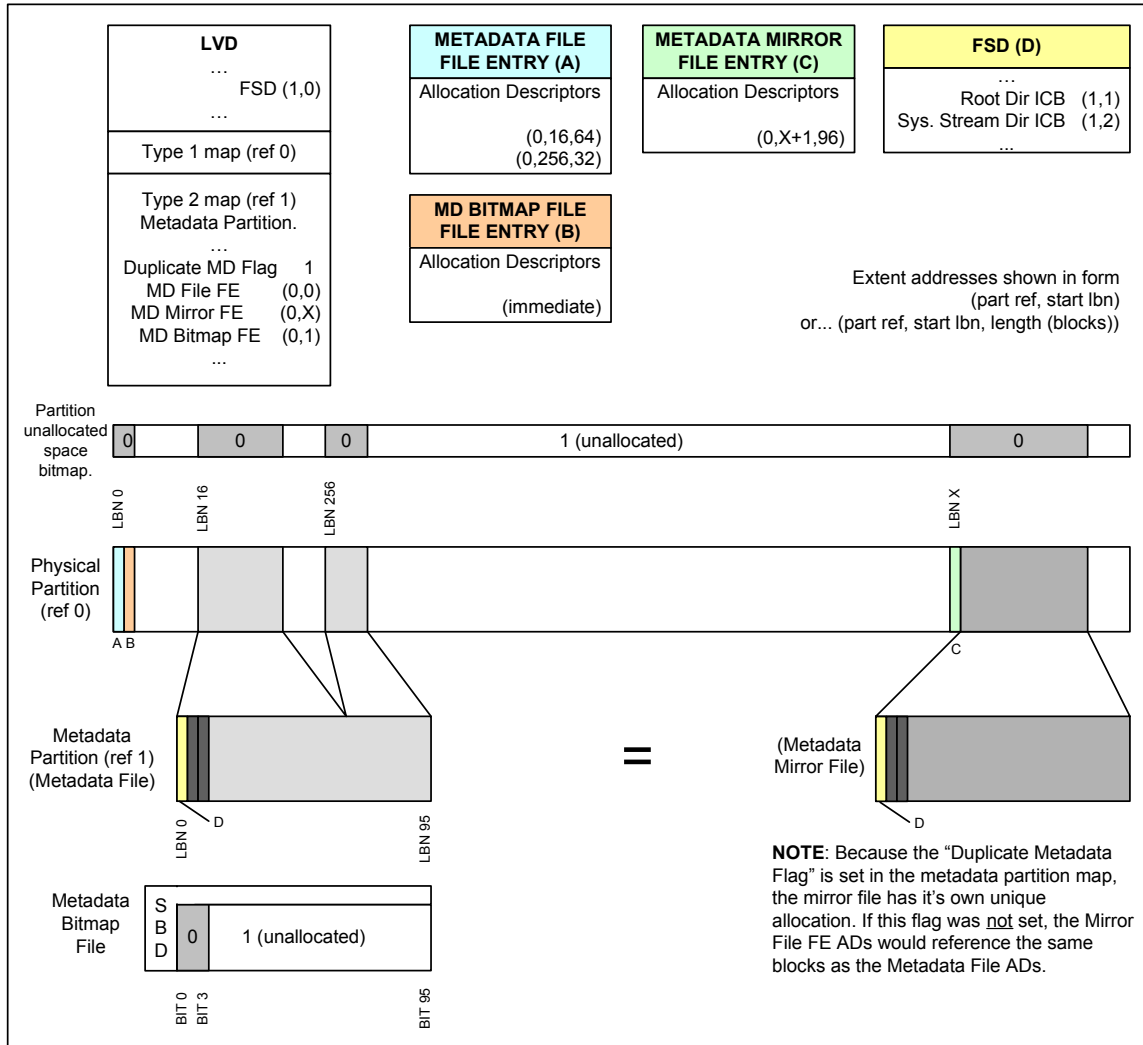 LVD
…
FSD (1,0)
…
Type 1 map (ref 0)
Type 2 map (ref 1)
Metadata Partition.
…
Duplicate MD Flag 1
MD File FE (0,0)
MD Mirror FE (0,X)
MD Bitmap FE (0,1)
...
METADATA FILE
FILE ENTRY (A)
Allocation Descriptors
(0,16,64)
(0,256,32)
METADATA MIRROR
FILE ENTRY (C)
Allocation Descriptors
(0,X+1,96)
FSD (D)
…
Root Dir ICB (1,1)
Sys. Stream Dir ICB (1,2)
...
MD BITMAP FILE
FILE ENTRY (B)
Allocation Descriptors
(immediate)
Extent addresses shown in form
(part ref, start lbn)
or... (part ref, start lbn, length (blocks))
Partition
unallocated
space
bitmap.
0
0
0
1 (unallocated)
0
LBN 0
LBN 16
LBN 256
LBN X
Physical
Partition
(ref 0)
A B
C
Metadata
Partition (ref 1)
(Metadata File)
D
LBN 0
LBN 95
=
(Metadata
Mirror File)
D
Metadata
Bitmap
File
S
B
D
0
1 (unallocated)
BIT 0
BIT 3
BIT 95
NOTE: Because the “Duplicate Metadata
Flag” is set in the metadata partition map,
the mirror file has it’s own unique
allocation. If this flag was not set, the Mirror
File FE ADs would reference the same
blocks as the Metadata File ADs.